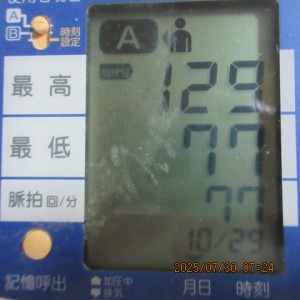 A
B
時刻
設定
A
mmHg
最高 129
最低 77
脈拍 回/分 77
10/29
2025/07/30 07:24
記憶呼出
加圧中
排気
月日 時刻